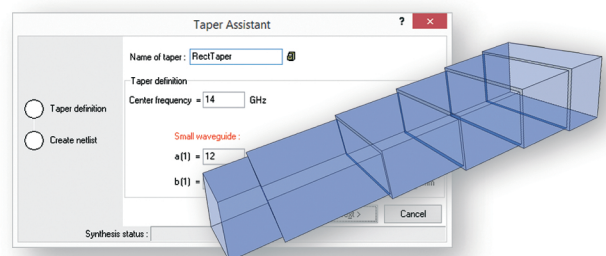 Taper Assistant
? ×
Name of taper : RectTaper
Taper definition
Center frequency = 14 GHz
Taper definition
Create netlist
Small waveguide :
a(1) = 12
b(1) =
Cancel
Synthesis status :